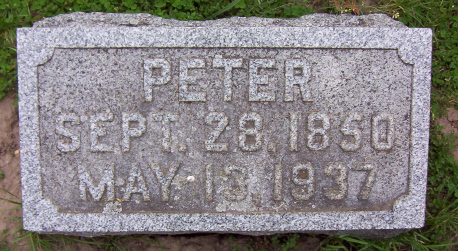 PETER
SEPT. 28, 1850
MAY 13, 1937